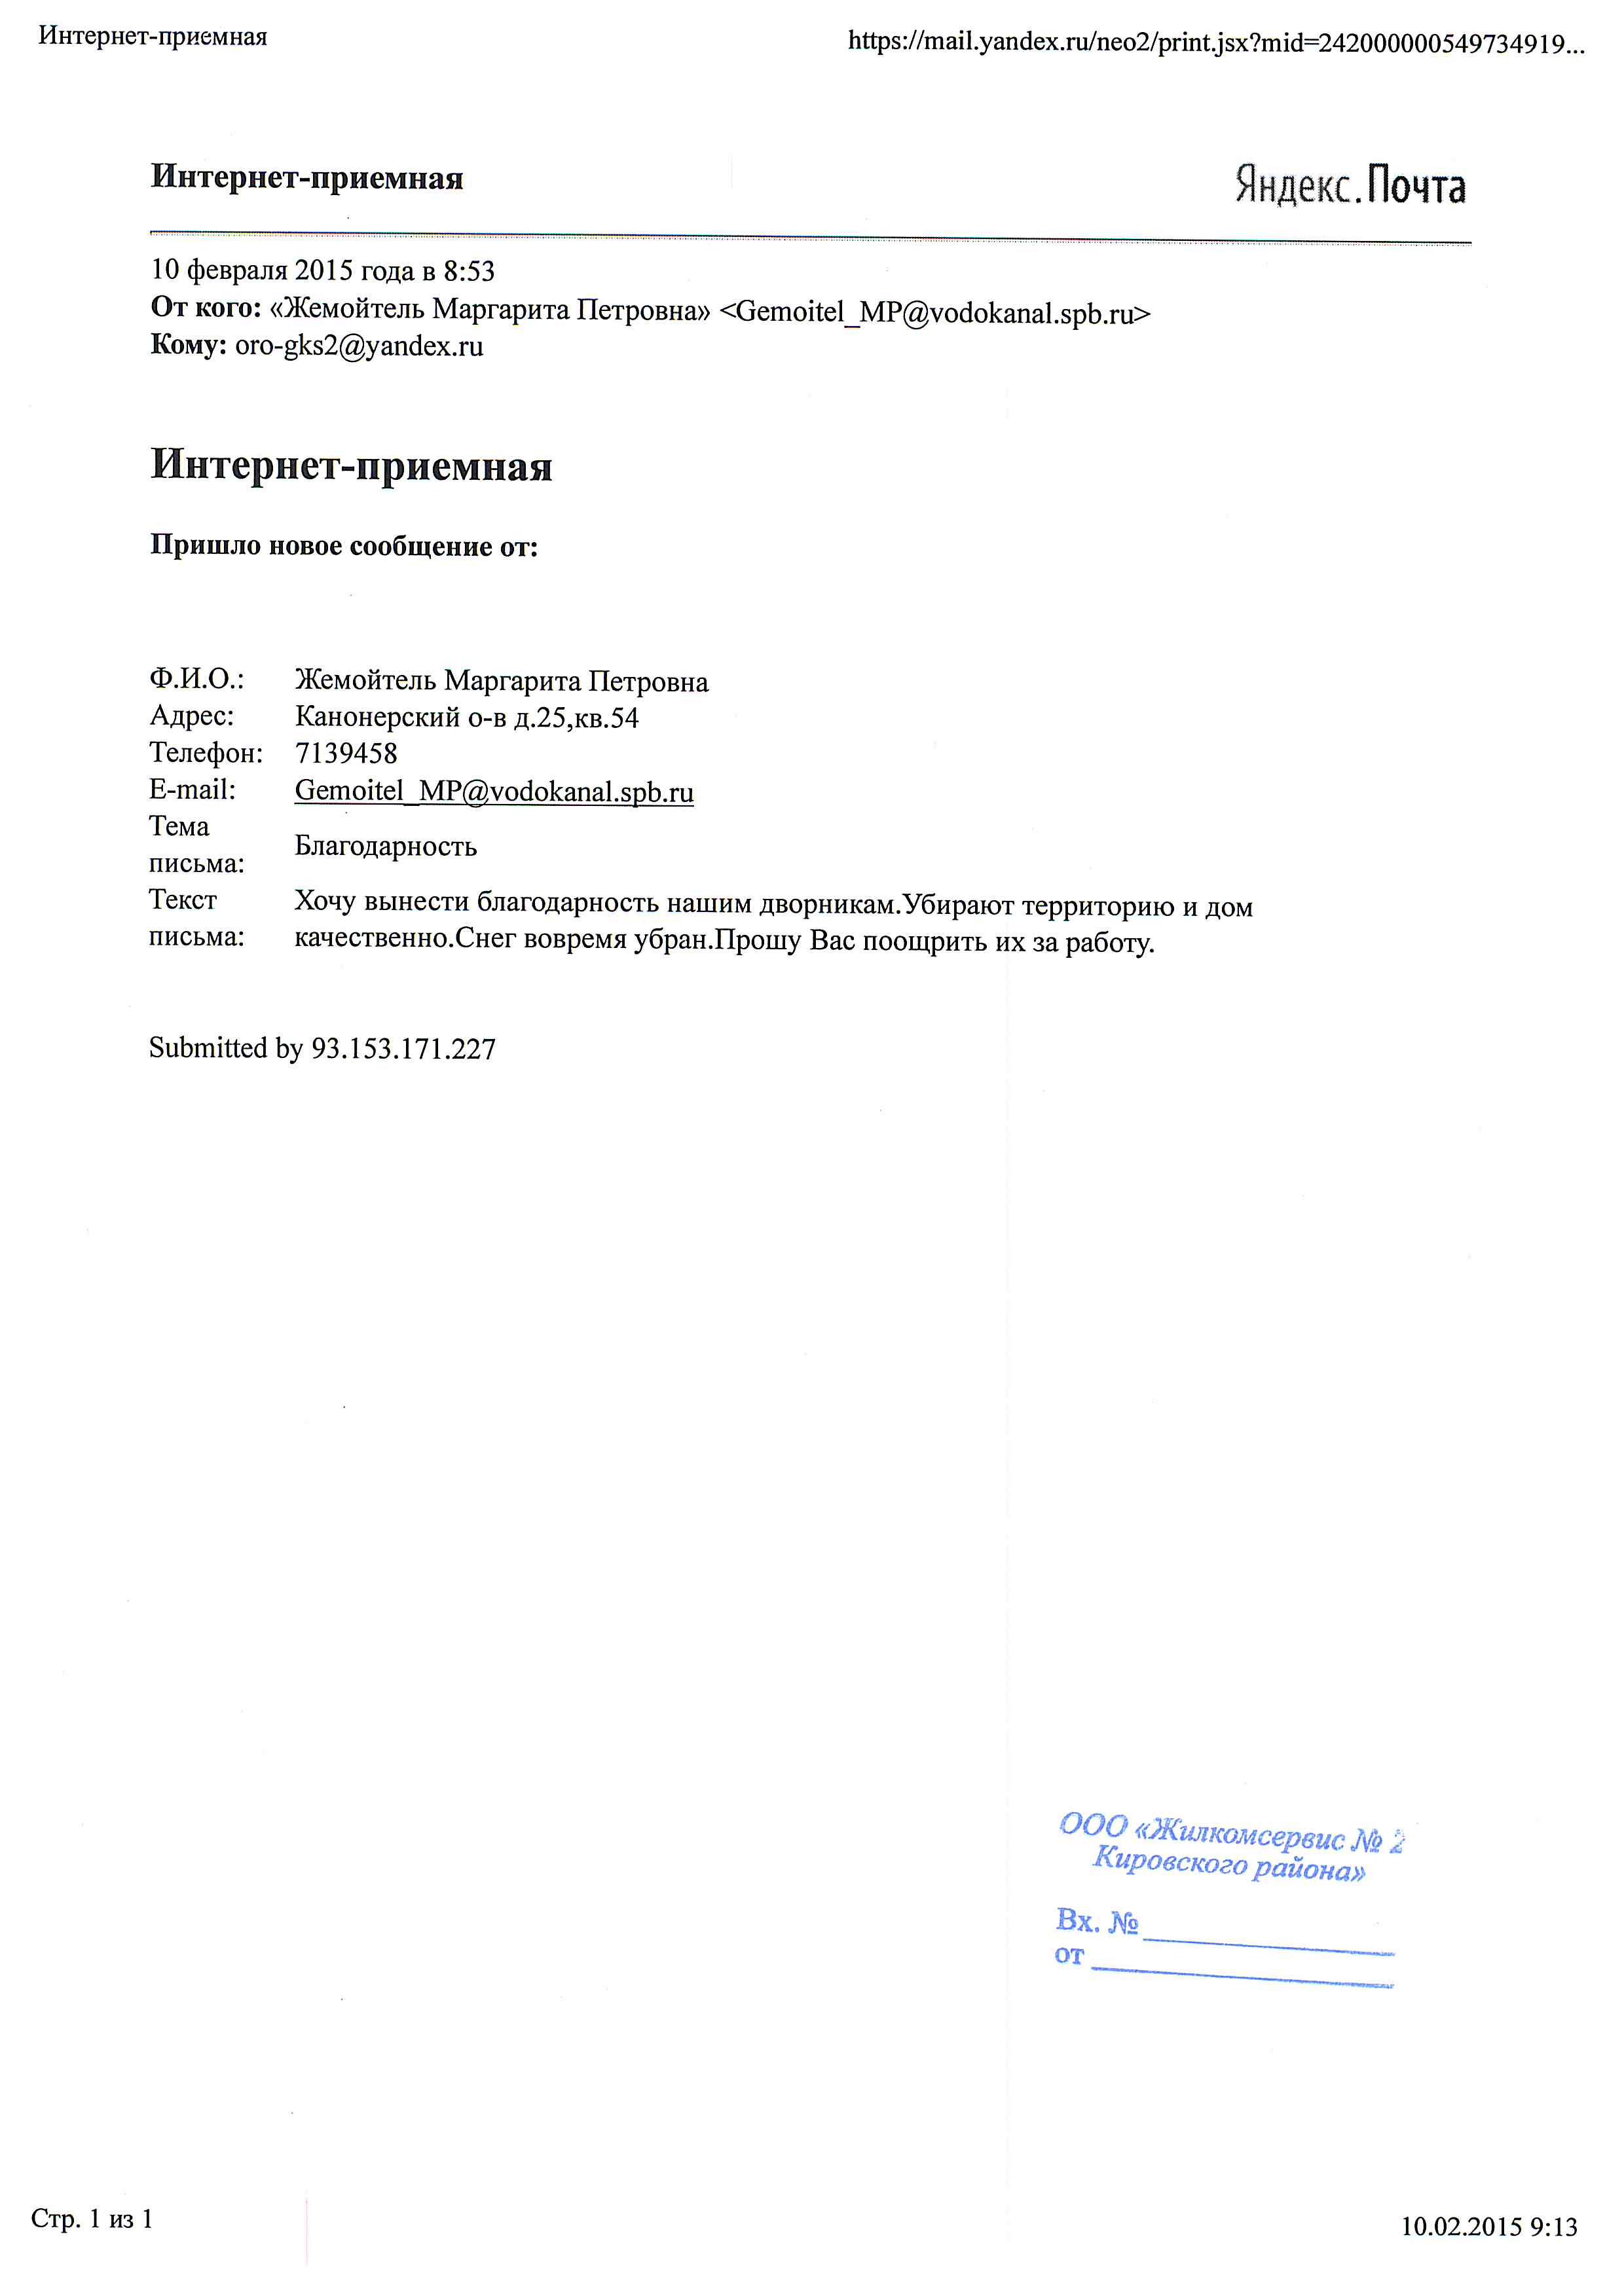 Интернет-приемная
https://mail.yandex.ru/neo2/print.jsx?mid=242000000549734919...
Интернет-приемная
Яндекс.Почта
10 февраля 2015 года в 8:53
От кого: «Жемойтель Маргарита Петровна» <Gemoitel_MP@vodokanal.spb.ru>
Кому: oro-gks2@yandex.ru
Интернет-приемная
Пришло новое сообщение от:
Ф.И.О.: Жемойтель Маргарита Петровна
Адрес: Канонерский о-в д.25,кв.54
Телефон: 7139458
E-mail: Gemoitel_MP@vodokanal.spb.ru
Тема
письма: Благодарность
Текст Хочу вынести благодарность нашим дворникам.Убирают территорию и дом
письма: качественно.Снег вовремя убран.Прошу Вас поощрить их за работу.
Submitted by 93.153.171.227
ООО «Жилкомсервис № 2
Кировского района»
Вх. №
от
Стр. 1 из 1
10.02.2015 9:13